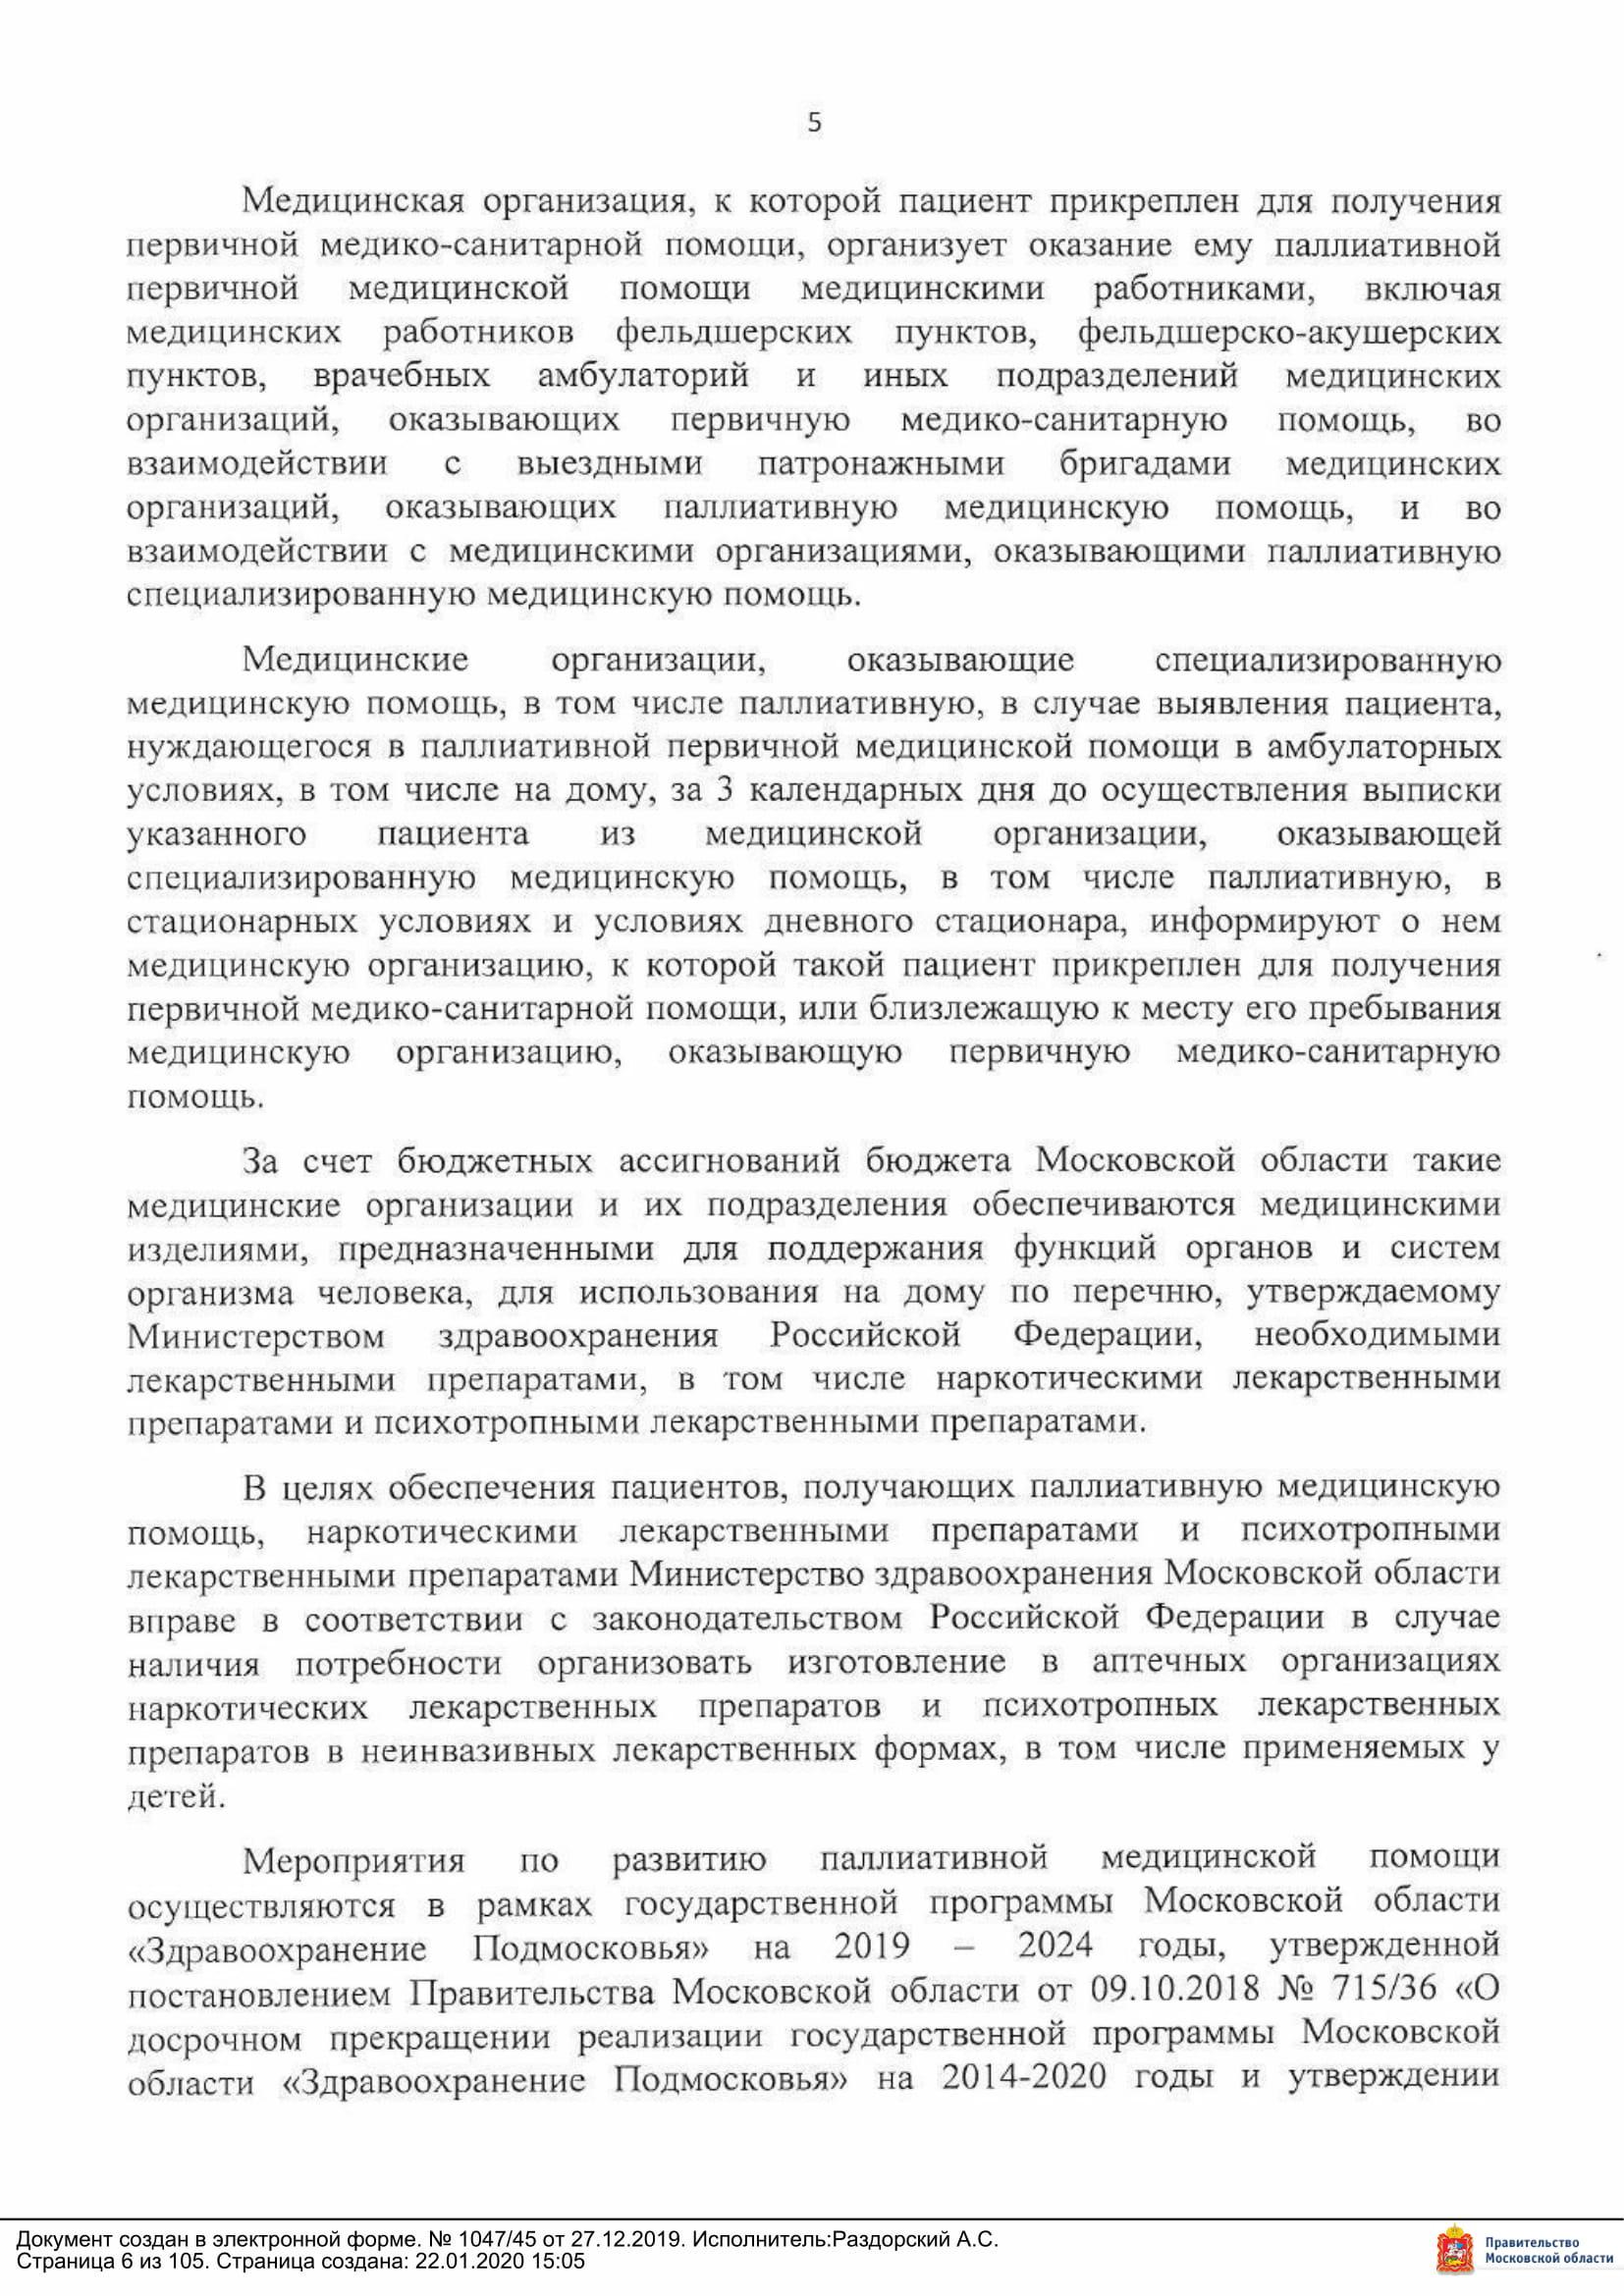 5
Медицинская организация, к которой пациент прикреплен для получения
первичной медико-санитарной помощи, организует оказание ему паллиативной
первичной медицинской помощи медицинскими работниками, включая
медицинских работников фельдшерских пунктов, фельдшерско-акушерских
пунктов, врачебных амбулаторий и иных подразделений медицинских
организаций, оказывающих первичную медико-санитарную помощь, во
взаимодействии с выездными патронажными бригадами медицинских
организаций, оказывающих паллиативную медицинскую помощь, и во
взаимодействии с медицинскими организациями, оказывающими паллиативную
специализированную медицинскую помощь.
Медицинские организации, оказывающие специализированную
медицинскую помощь, в том числе паллиативную, в случае выявления пациента,
нуждающегося в паллиативной первичной медицинской помощи в амбулаторных
условиях, в том числе на дому, за 3 календарных дня до осуществления выписки
указанного пациента из медицинской организации, оказывающей
специализированную медицинскую помощь, в том числе паллиативную, в
стационарных условиях и условиях дневного стационара, информируют о нем
медицинскую организацию, к которой такой пациент прикреплен для получения
первичной медико-санитарной помощи, или близлежащую к месту его пребывания
медицинскую организацию, оказывающую первичную медико-санитарную
помощь.
За счет бюджетных ассигнований бюджета Московской области такие
медицинские организации и их подразделения обеспечиваются медицинскими
изделиями, предназначенными для поддержания функций органов и систем
организма человека, для использования на дому по перечню, утверждаемому
Министерством здравоохранения Российской Федерации, необходимыми
лекарственными препаратами, в том числе наркотическими лекарственными
препаратами и психотропными лекарственными препаратами.
В целях обеспечения пациентов, получающих паллиативную медицинскую
помощь, наркотическими лекарственными препаратами и психотропными
лекарственными препаратами Министерство здравоохранения Московской области
вправе в соответствии с законодательством Российской Федерации в случае
наличия потребности организовать изготовление в аптечных организациях
наркотических лекарственных препаратов и психотропных лекарственных
препаратов в неинвазивных лекарственных формах, в том числе применяемых у
детей.
Мероприятия по развитию паллиативной медицинской помощи
осуществляются в рамках государственной программы Московской области
«Здравоохранение Подмосковья» на 2019 – 2024 годы, утвержденной
постановлением Правительства Московской области от 09.10.2018 № 715/36 «О
досрочном прекращении реализации государственной программы Московской
области «Здравоохранение Подмосковья» на 2014-2020 годы и утверждении
Документ создан в электронной форме. № 1047/45 от 27.12.2019. Исполнитель:Раздорский А.С.
Страница 6 из 105. Страница создана: 22.01.2020 15:05
Правительство
Московской области